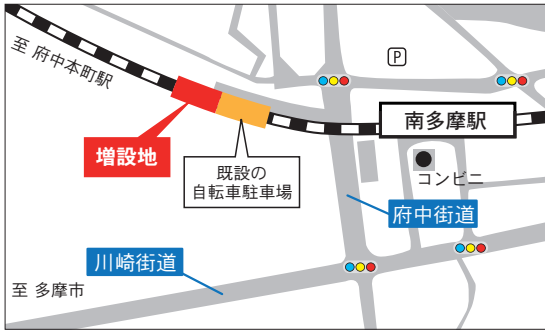 至 府中本町駅
P
南多摩駅
増設地
既設の
自転車駐車場
コンビニ
府中街道
川崎街道
至 多摩市